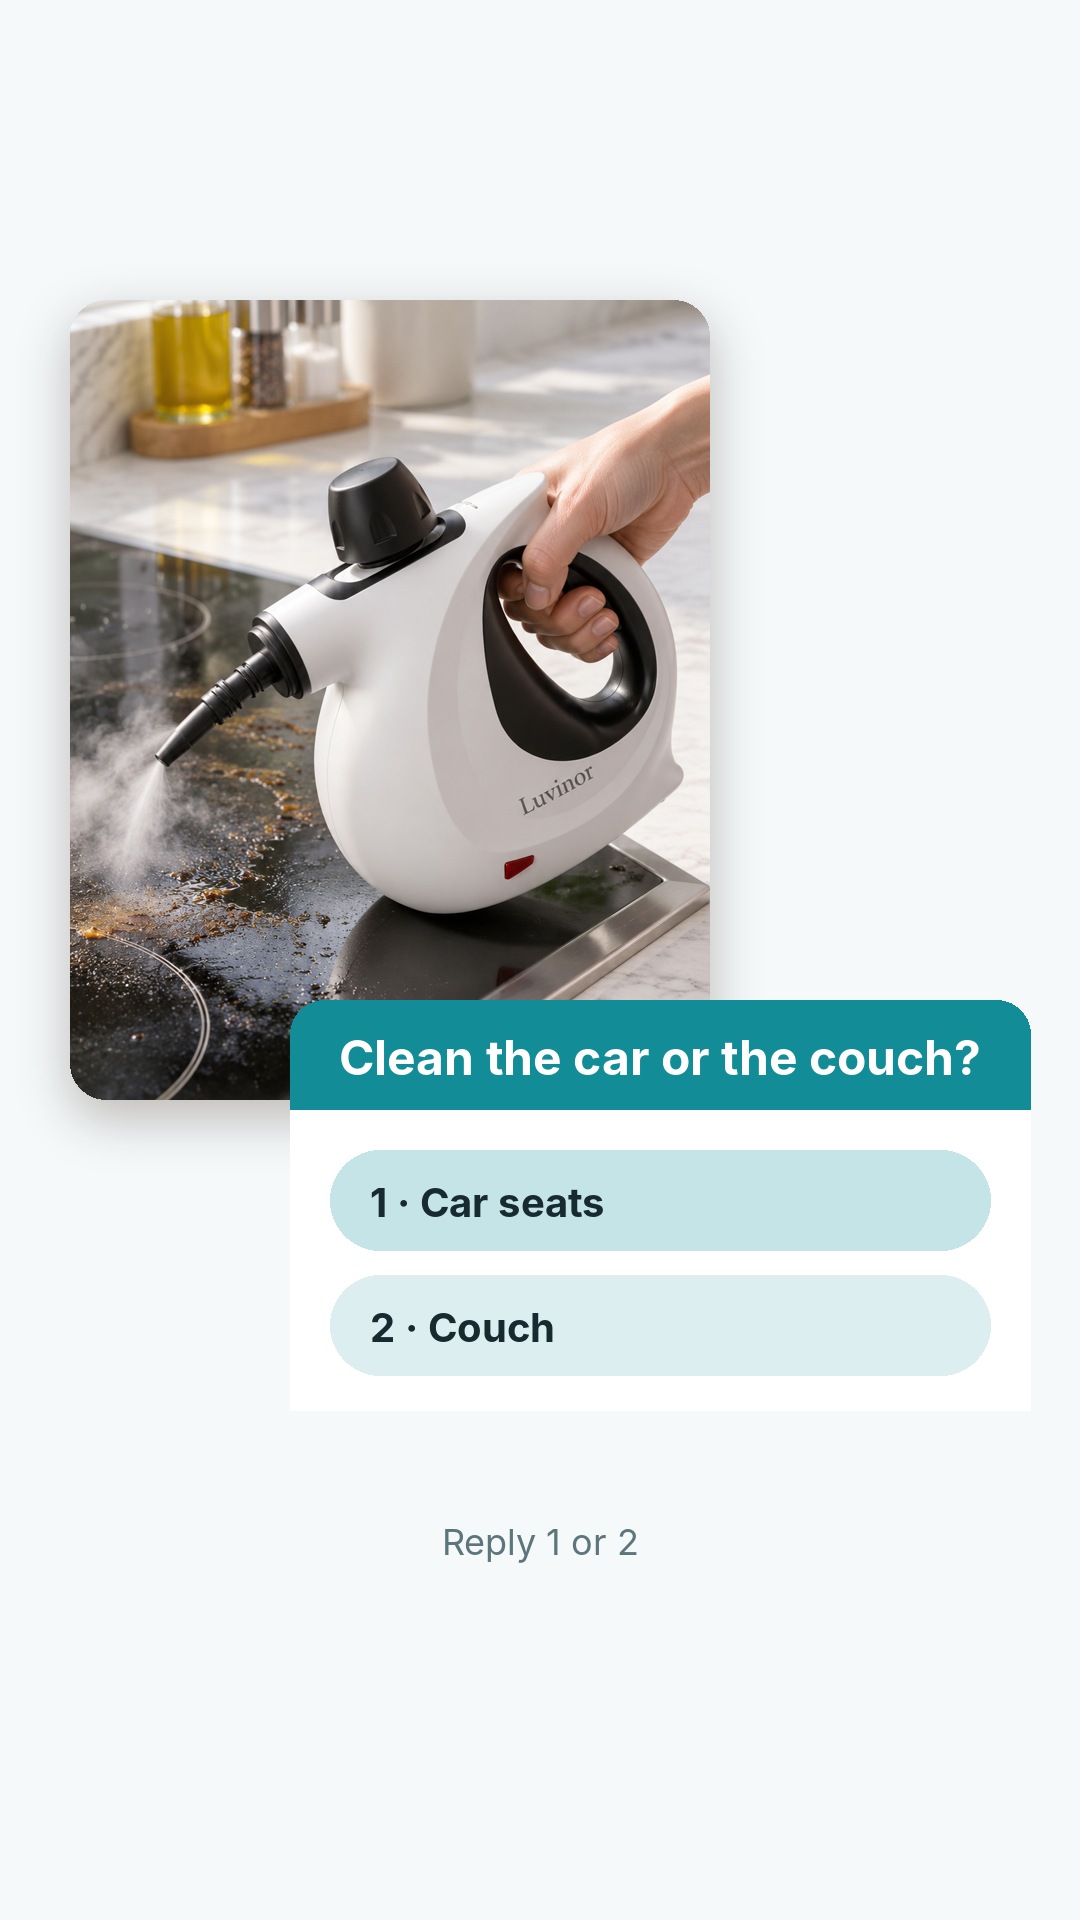 Luvinor
Clean the car or the couch?
1 · Car seats
2 · Couch
Reply 1 or 2